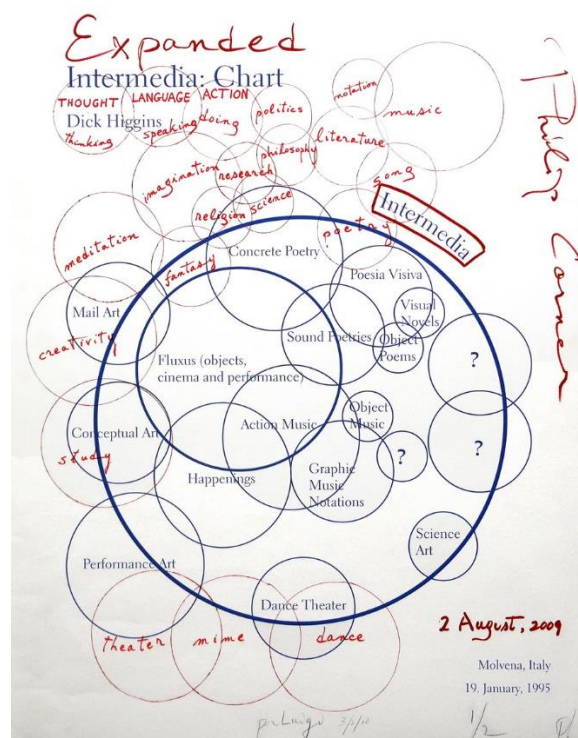 Expanded
Intermedia: Chart
THOUGHT LANGUAGE ACTION
Dick Higgins
thinking
speaking
doing
politics
notation
music
literature
philosophy
imagination
research
song
religion
science
poetry
Intermedia
Philip Corner
meditation
fantasy
Concrete Poetry
Poesia Visiva
Mail Art
Visual
Novels
creativity
Sound Poetries
Object
Poems
?
Fluxus (objects,
cinema and performance)
Object
Music
Conceptual Art
Action Music
?
study
?
Happenings
Graphic
Music
Notations
Science
Art
Performance Art
Dance Theater
theater
mime
dance
2 August, 2009
Molvena, Italy
19. January, 1995
1/2